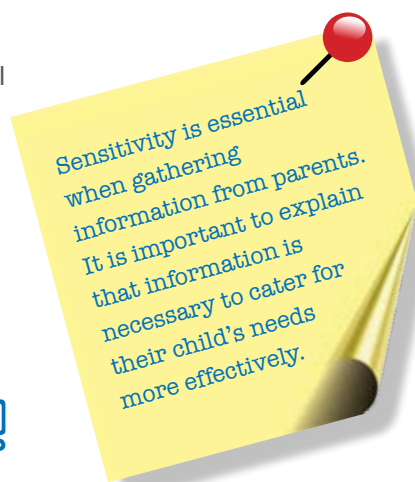 Sensitivity is essential
when gathering
information from parents.
It is important to explain
that information is
necessary to cater for
their child's needs
more effectively.